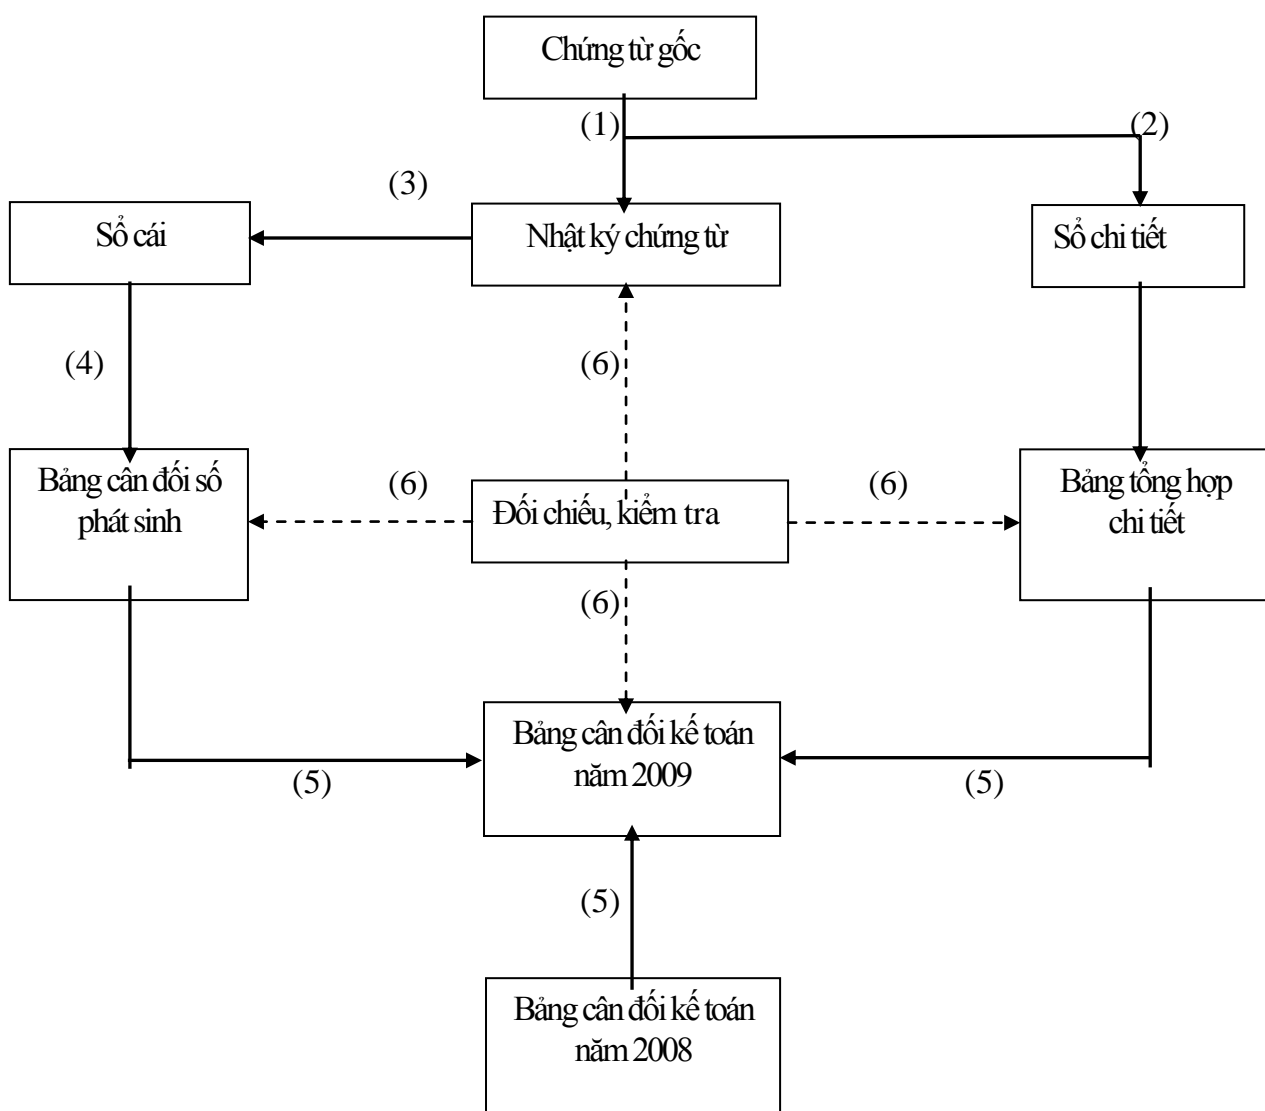 Chứng từ gốc
(1)
(2)
(3)
Sổ cái
Nhật ký chứng từ
Sổ chi tiết
(4)
(6)
Bảng cân đối số
phát sinh
(6)
Đối chiếu, kiểm tra
(6)
Bảng tổng hợp
chi tiết
(6)
Bảng cân đối kế toán
năm 2009
(5)
(5)
(5)
Bảng cân đối kế toán
năm 2008